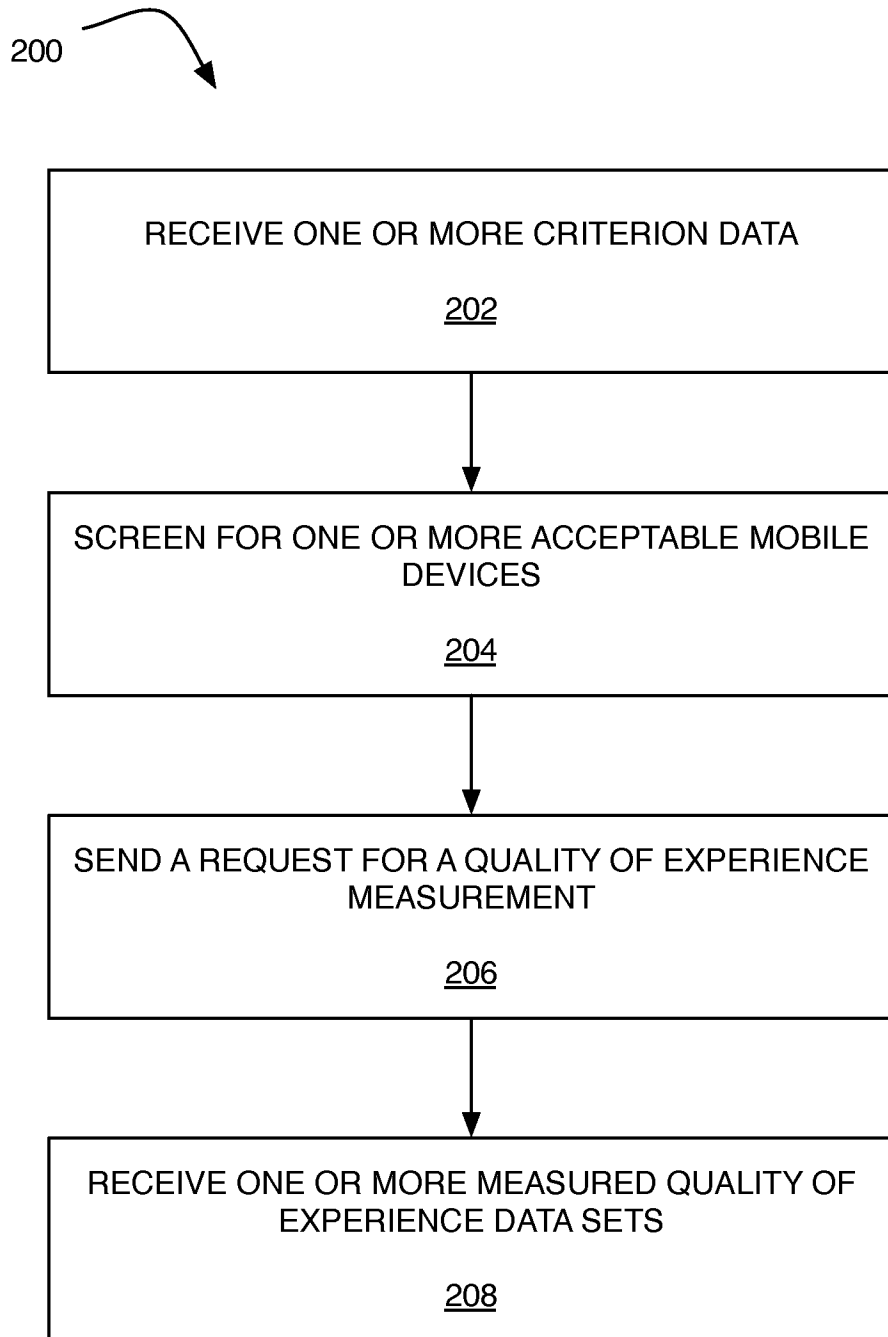 200
RECEIVE ONE OR MORE CRITERION DATA
202
SCREEN FOR ONE OR MORE ACCEPTABLE MOBILE
DEVICES
204
SEND A REQUEST FOR A QUALITY OF EXPERIENCE
MEASUREMENT
206
RECEIVE ONE OR MORE MEASURED QUALITY OF
EXPERIENCE DATA SETS
208